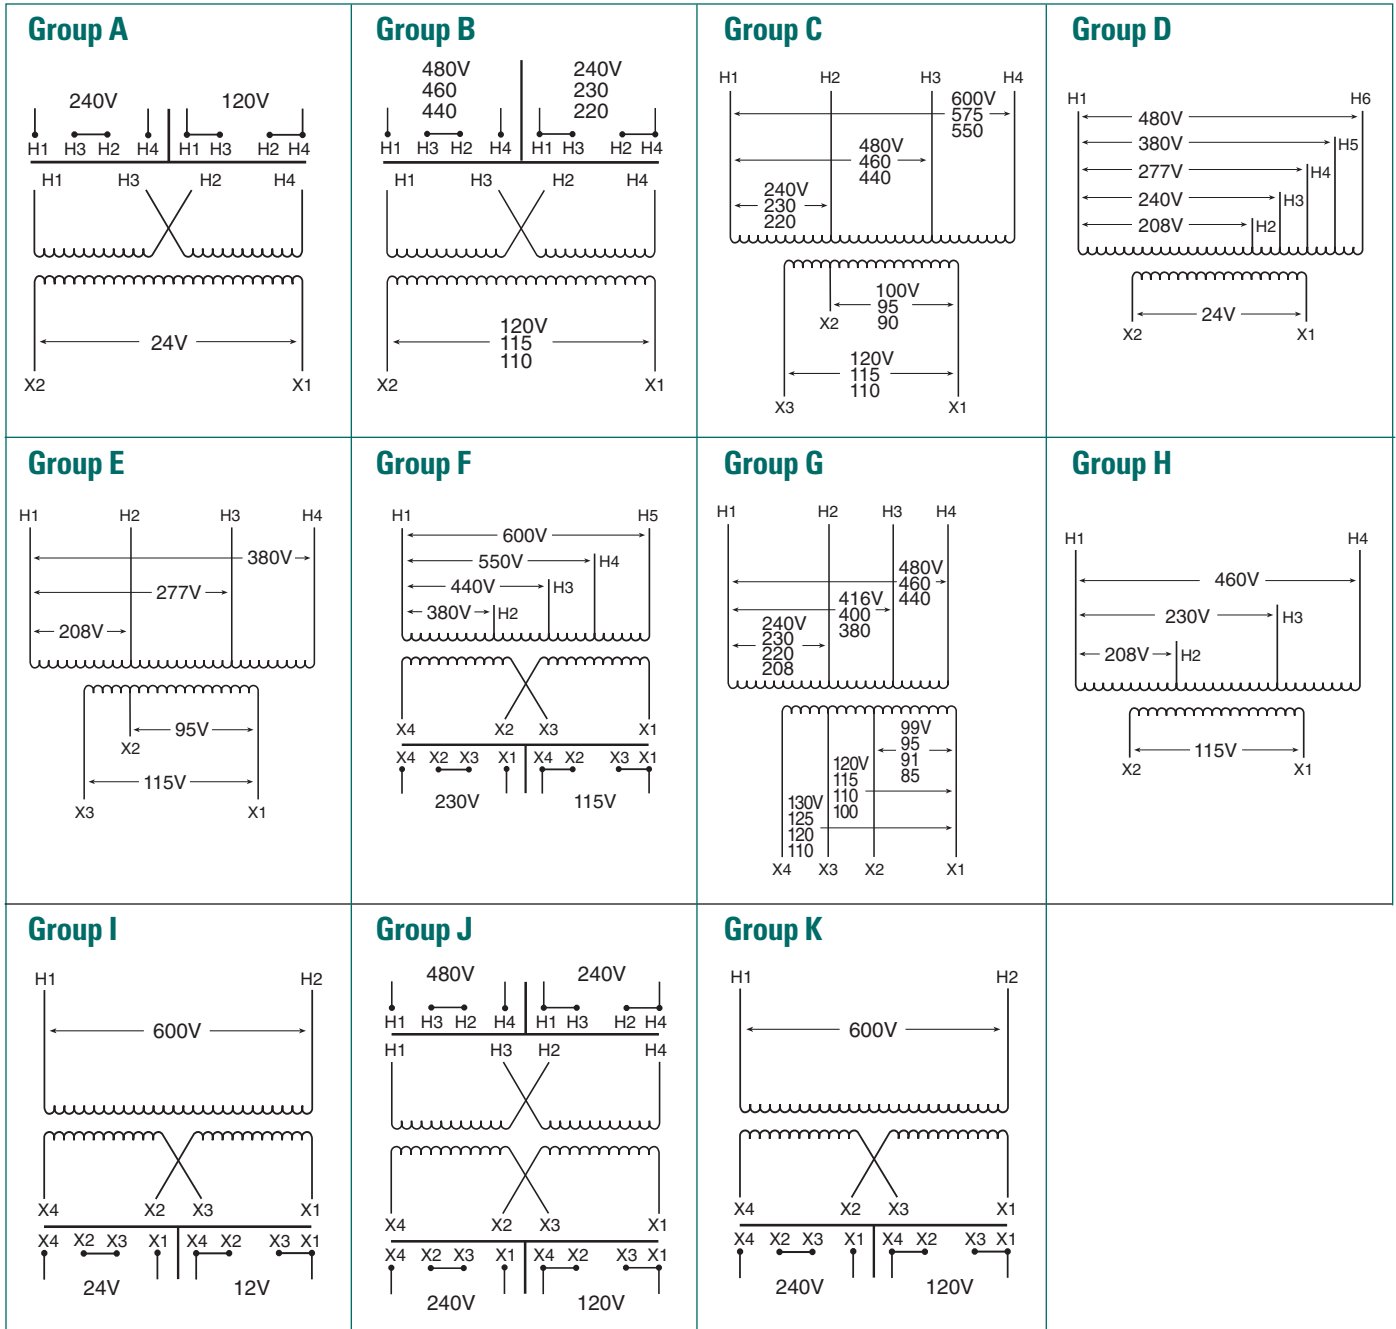 Group A
240V 120V
H1 H3 H2 H4 H1 H3 H2 H4
H1 H3 H2 H4
24V
X2 X1
Group B
480V 240V
460 230
440 220
H1 H3 H2 H4 H1 H3 H2 H4
H1 H3 H2 H4
120V
115
110
X2 X1
Group C
H1 H2 H3 H4
600V
575
550
480V
460
440
240V
230
220
100V
95
90
X2
120V
115
110
X3 X1
Group D
H1 H6
480V
380V H5
277V H4
240V H3
208V H2
24V
X2 X1
Group E
H1 H2 H3 H4
380V
277V
208V
95V
X2
115V
X3 X1
Group F
H1 H5
600V
550V H4
440V H3
380V H2
X4 X2 X3 X1
X4 X2 X3 X1 X4 X2 X3 X1
230V 115V
Group G
H1 H2 H3 H4
480V
460
440
416V
400
380
240V
230
220
208
99V
95
91
85
120V
115
110
100
130V
125
120
110
X4 X3 X2 X1
Group H
H1 H4
460V
230V H3
208V H2
115V
X2 X1
Group I
H1 H2
600V
X4 X2 X3 X1
X4 X2 X3 X1 X4 X2 X3 X1
24V 12V
Group J
480V 240V
H1 H3 H2 H4 H1 H3 H2 H4
H1 H3 H2 H4
X4 X2 X3 X1
X4 X2 X3 X1 X4 X2 X3 X1
240V 120V
Group K
H1 H2
600V
X4 X2 X3 X1
X4 X2 X3 X1 X4 X2 X3 X1
240V 120V